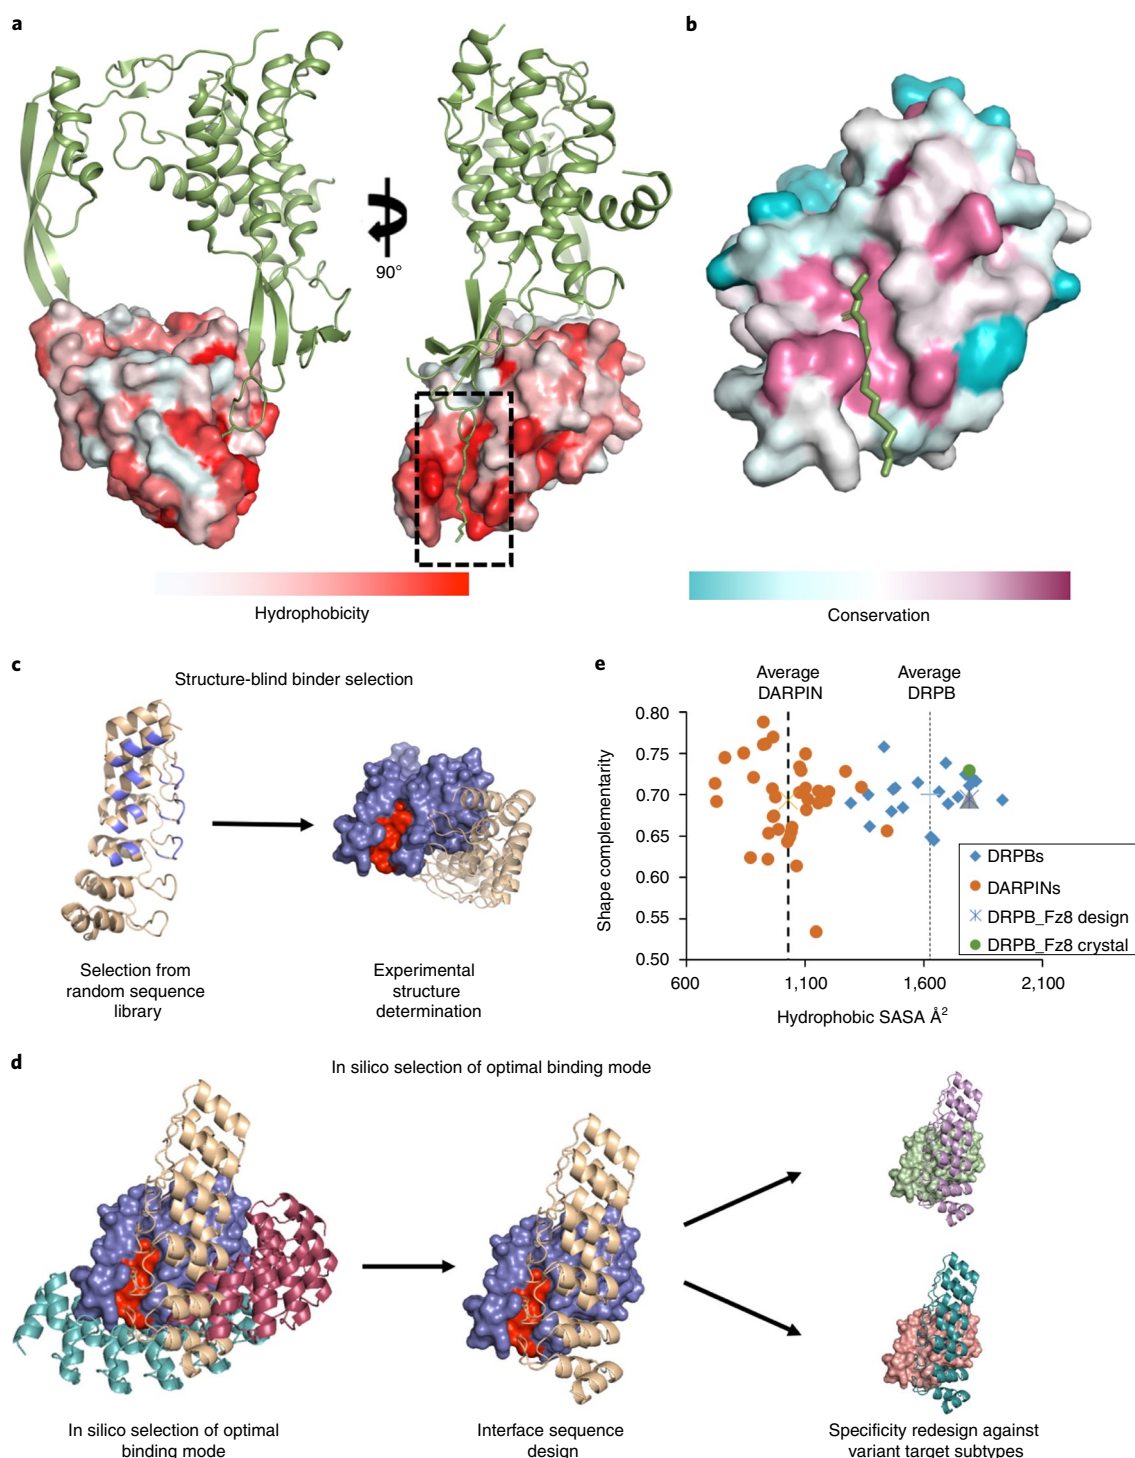 a
b
90°
Hydrophobicity
Conservation
c
Structure-blind binder selection
Selection from
random sequence
library
Experimental
structure
determination
e
Average
DARPIN
Average
DRPB
0.80
0.75
0.70
0.65
0.60
0.55
0.50
Shape complementarity
600
1,100
1,600
2,100
Hydrophobic SASA Å²
DRPBs
DARPINs
DRPB_Fz8 design
DRPB_Fz8 crystal
d
In silico selection of optimal binding mode
In silico selection of optimal
binding mode
Interface sequence
design
Specificity redesign against
variant target subtypes